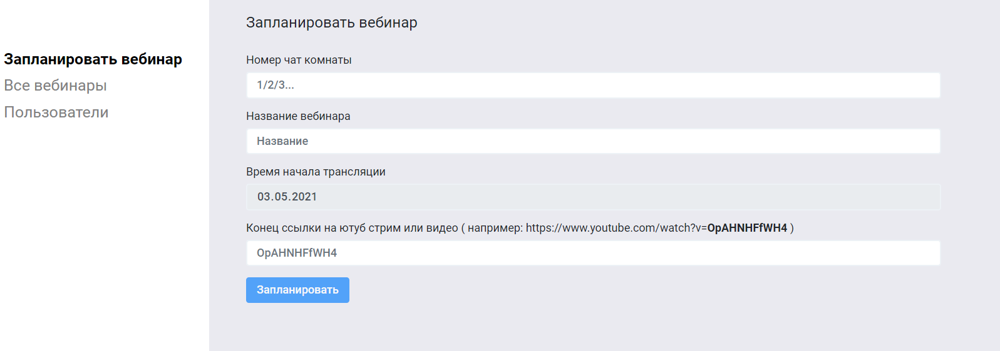 Запланировать вебинар
Все вебинары
Пользователи
Запланировать вебинар
Номер чат комнаты
1/2/3...
Название вебинара
Название
Время начала трансляции
03.05.2021
Конец ссылки на ютуб стрим или видео ( например: https://www.youtube.com/watch?v=OpAHNHFfWH4 )
OpAHNHFfWH4
Запланировать